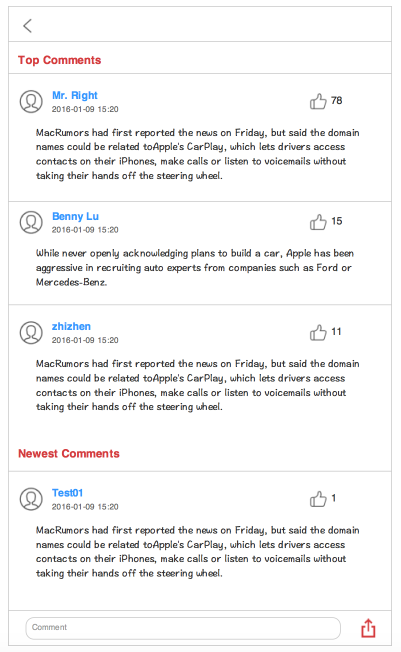 Top Comments
Mr. Right
78
2016-01-09 15:20
MacRumors had first reported the news on Friday, but said the domain
names could be related toApple's CarPlay, which lets drivers access
contacts on their iPhones, make calls or listen to voicemails without
taking their hands off the steering wheel.
Benny Lu
15
2016-01-09 15:20
While never openly acknowledging plans to build a car, Apple has been
aggressive in recruiting auto experts from companies such as Ford or
Mercedes-Benz.
zhizhen
11
2016-01-09 15:20
MacRumors had first reported the news on Friday, but said the domain
names could be related toApple's CarPlay, which lets drivers access
contacts on their iPhones, make calls or listen to voicemails without
taking their hands off the steering wheel.
Newest Comments
Test01
1
2016-01-09 15:20
MacRumors had first reported the news on Friday, but said the domain
names could be related toApple's CarPlay, which lets drivers access
contacts on their iPhones, make calls or listen to voicemails without
taking their hands off the steering wheel.
Comment